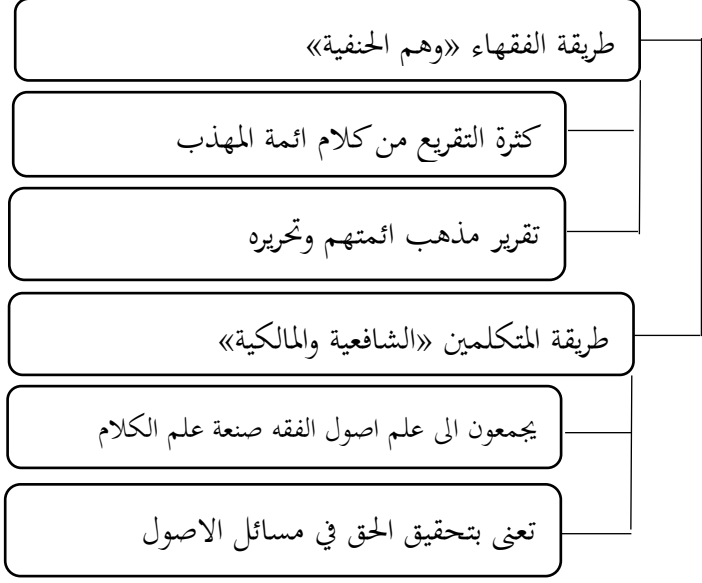 طريقة الفقهاء «وهم الحنفية»
كثرة التقريع من كلام ائمة المهذب
تقرير مذهب ائمتهم وتحريره
طريقة المتكلمين «الشافعية والمالكية»
يجمعون الى علم اصول الفقه صنعة علم الكلام
تعنى بتحقيق الحق في مسائل الاصول